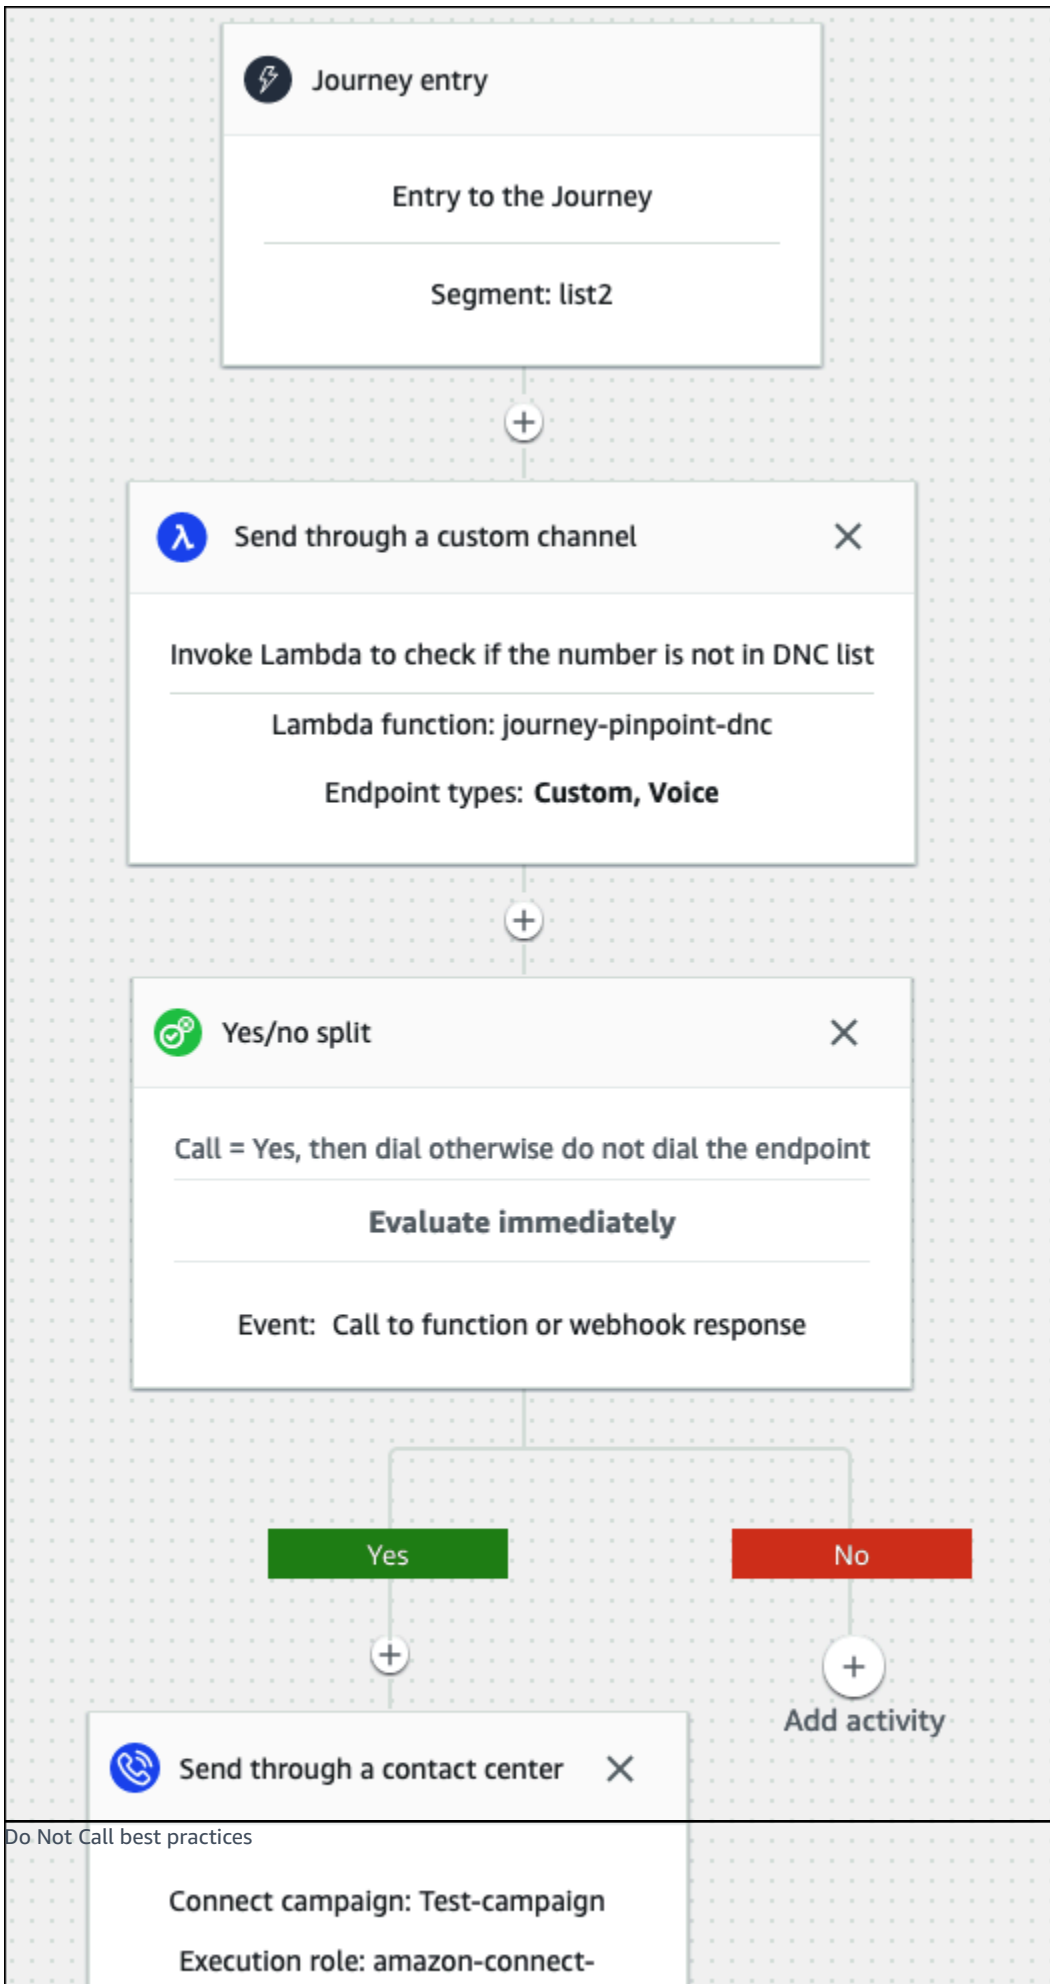 Journey entry
Entry to the Journey
Segment: list2
Send through a custom channel
Invoke Lambda to check if the number is not in DNC list
Lambda function: journey-pinpoint-dnc
Endpoint types: Custom, Voice
Yes/no split
Call = Yes, then dial otherwise do not dial the endpoint
Evaluate immediately
Event: Call to function or webhook response
Yes
No
Add activity
Send through a contact center
Do Not Call best practices
Connect campaign: Test-campaign
Execution role: amazon-connect-